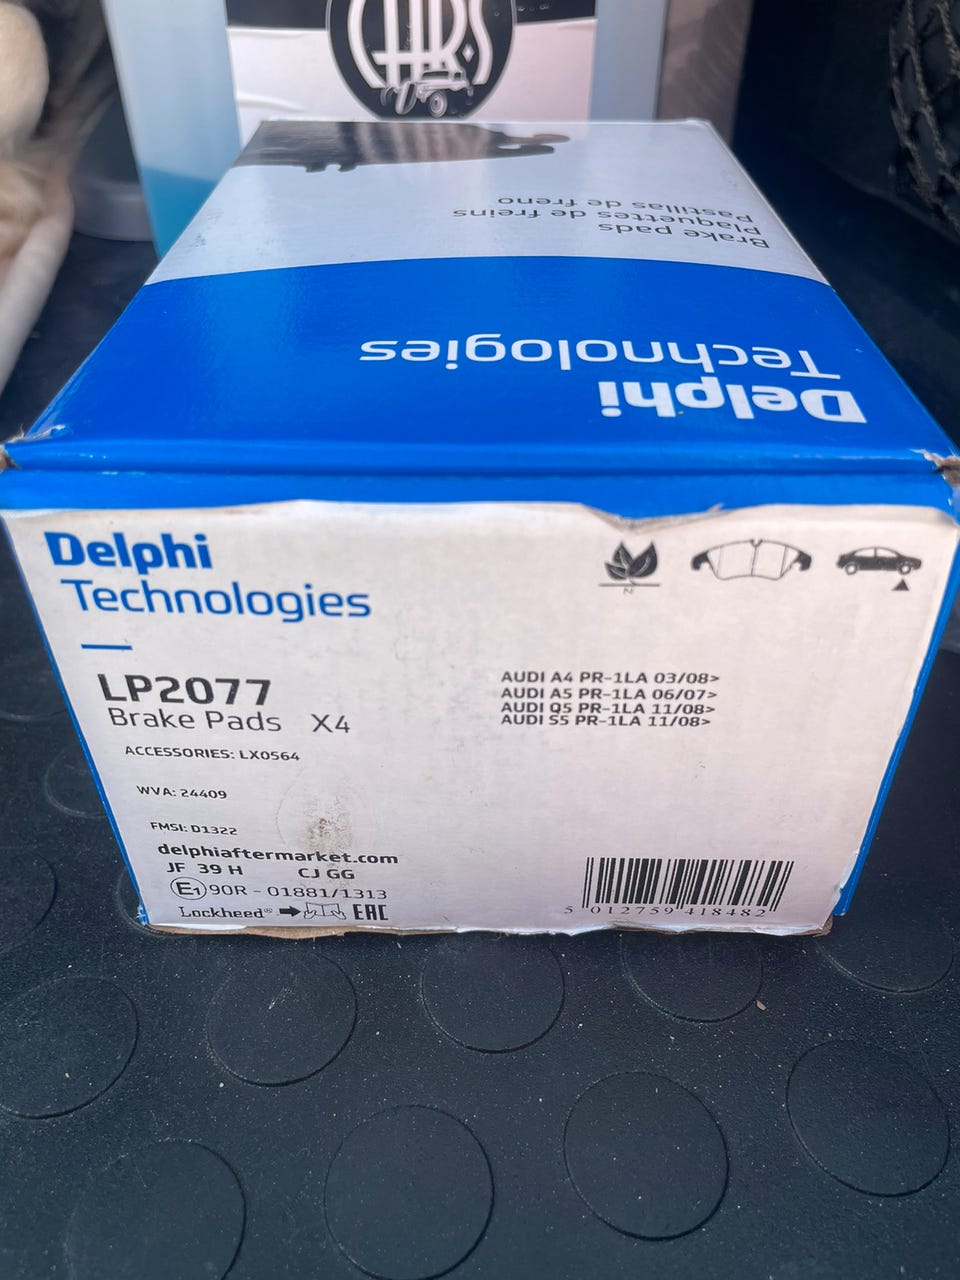 CHRS
Brake pads
Plaquettes de freins
Pastillas de freno
Delphi
Technologies
Delphi
Technologies
LP2077
Brake Pads X4
ACCESSORIES: LX0564
WVA: 24409
FMSI: D1322
delphiaftermarket.com
JF 39 H CJ GG
E1 90R - 01881/1313
Lockheed® EAC
AUDI A4 PR-1LA 03/08>
AUDI A5 PR-1LA 06/07>
AUDI Q5 PR-1LA 11/08>
AUDI S5 PR-1LA 11/08>
5 012759 418482